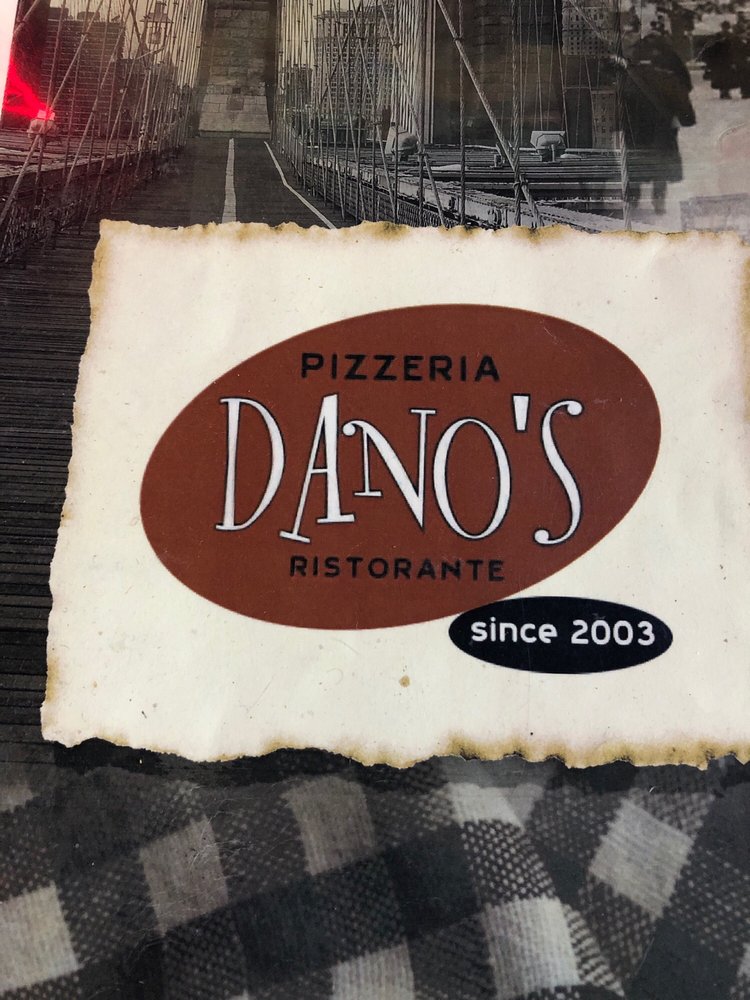 PIZZERIA
DANO'S
RISTORANTE
since 2003